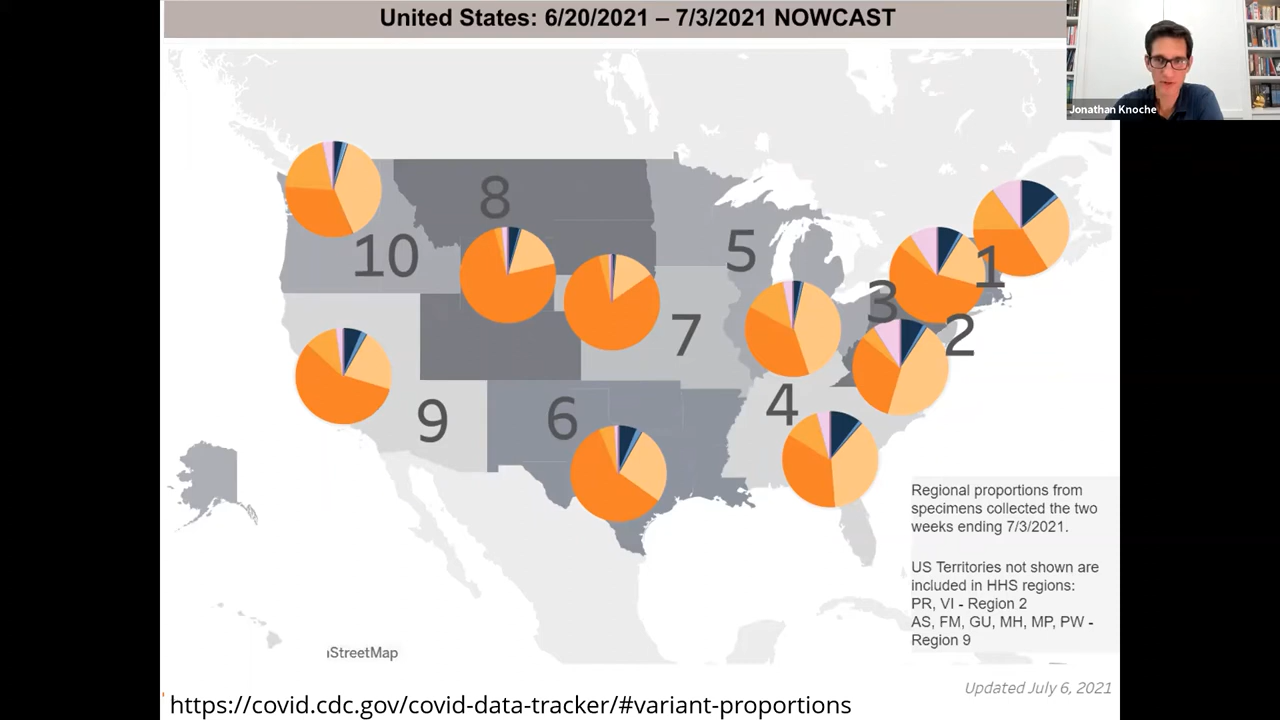 United States: 6/20/2021 – 7/3/2021 NOWCAST
Jonathan Knoche
8
10
5
1
3
7
2
4
9
6
Regional proportions from
specimens collected the two
weeks ending 7/3/2021.
US Territories not shown are
included in HHS regions:
PR, VI - Region 2
AS, FM, GU, MH, MP, PW -
Region 9
StreetMap
Updated July 6, 2021
https://covid.cdc.gov/covid-data-tracker/#variant-proportions